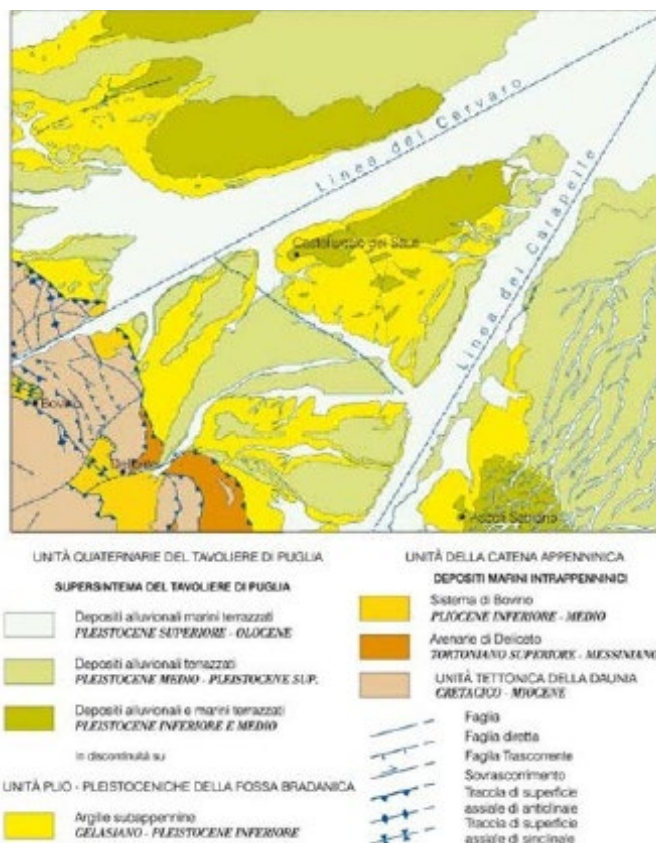 Linea del Cervaro
Castelluccio dei Sauri
Linea del Carapelle
Bovino
Deliceto
Ascoli Satriano
UNITÀ QUATERNARIE DEL TAVOLIERE DI PUGLIA
SUPERSINTEMA DEL TAVOLIERE DI PUGLIA
Depositi alluvionali marini terrazzati
PLEISTOCENE SUPERIORE - OLOCENE
Depositi alluvionali terrazzati
PLEISTOCENE MEDIO - PLEISTOCENE SUP.
Depositi alluvionali e marini terrazzati
PLEISTOCENE INFERIORE E MEDIO
in discontinuità su
UNITÀ PLIO - PLEISTOCENICHE DELLA FOSSA BRADANICA
Argille subappennine
GELASIANO - PLEISTOCENE INFERIORE
UNITÀ DELLA CATENA APPENNINICA
DEPOSITI MARINI INTRAPPENNINICI
Sistema di Bovino
PLIOCENE INFERIORE - MEDIO
Arenarie di Deliceto
TORTONIANO SUPERIORE - MESSINIANO
UNITÀ TETTONICA DELLA DAUNIA
CRETACICO - MIOCENE
Faglia
Faglia diretta
Faglia Trascorrente
Sovrascorrimento
Traccia di superficie
assiale di anticlinale
Traccia di superficie
assiale di sinclinale